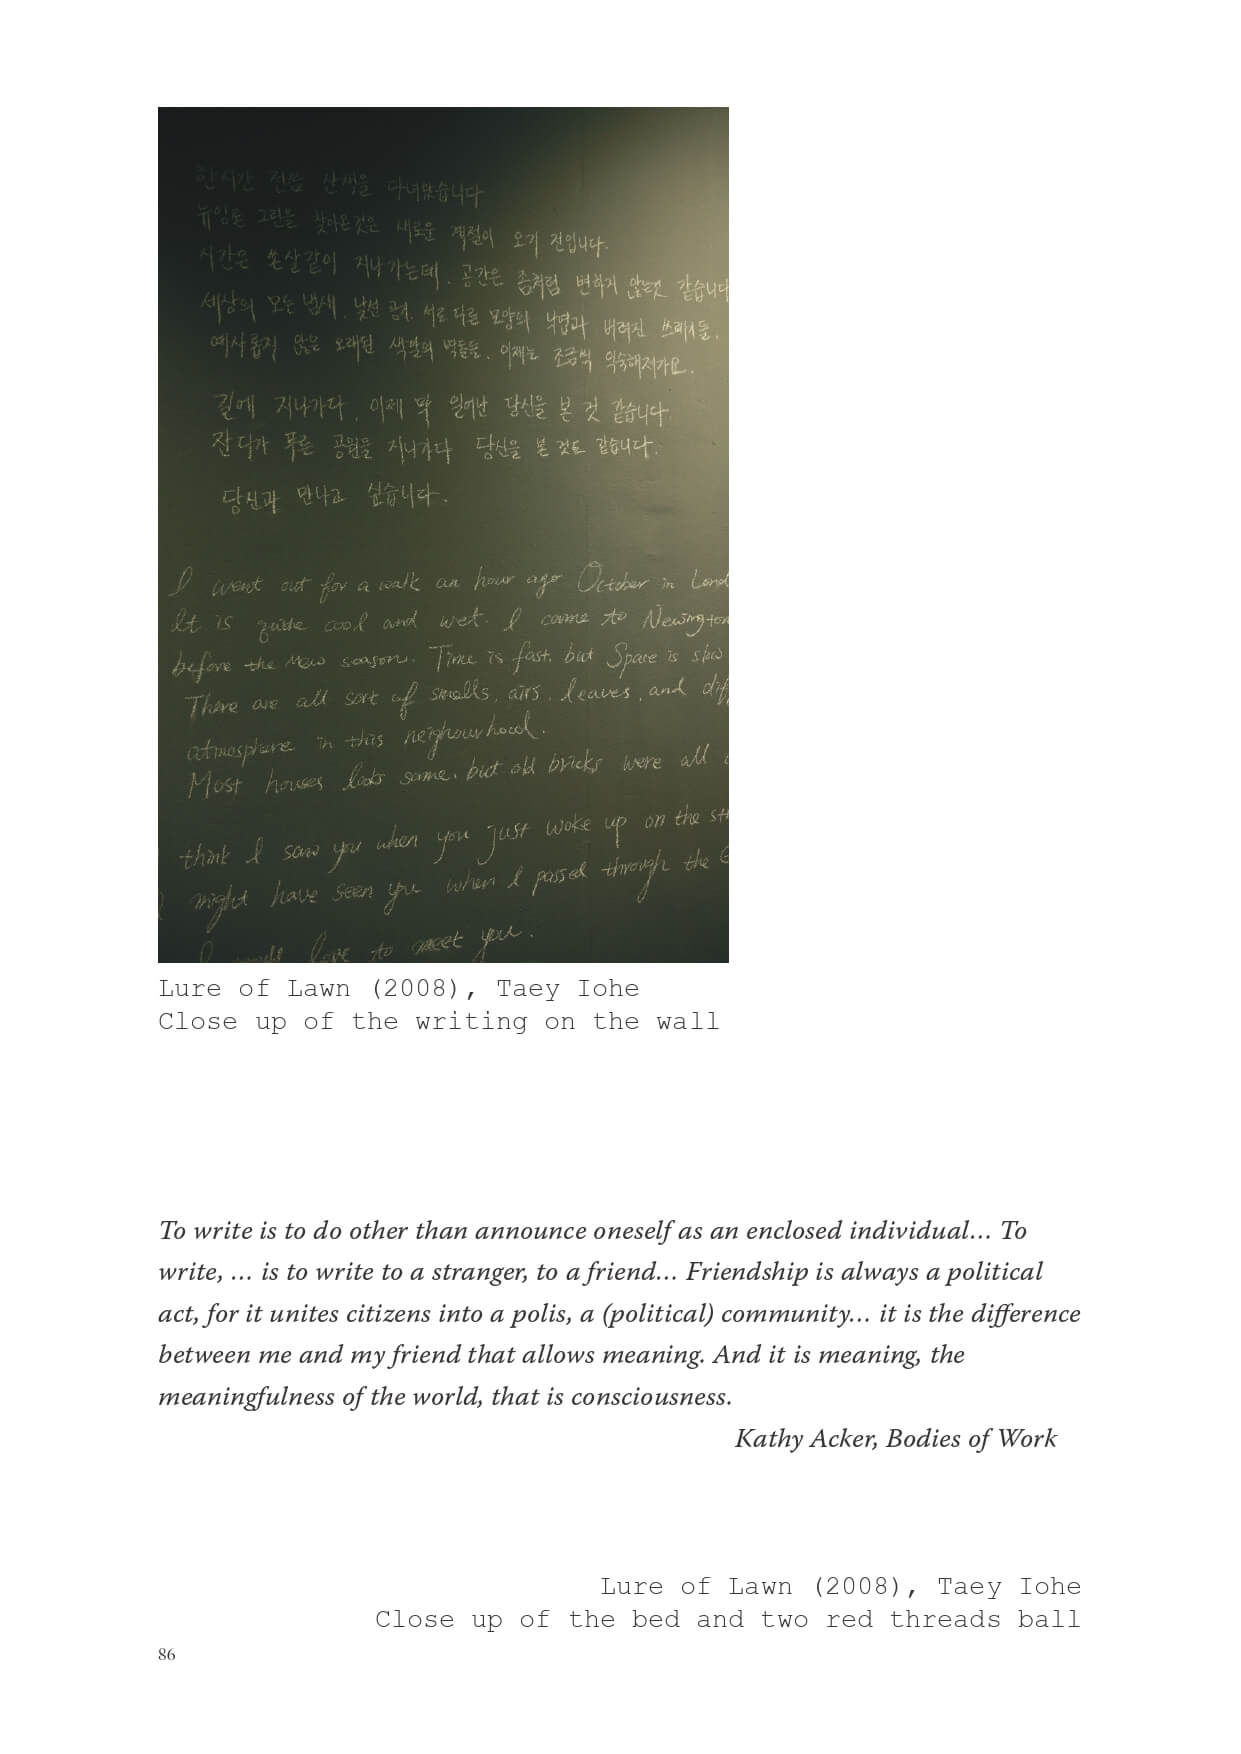 한시간 전쯤 산책을 다녀왔습니다
뉴잉톤 그린을 찾아온것은 새로운 계절이 오기 전입니다.
시간은 쏜살같이 지나가는데, 공간은 좀처럼 변하지 않는것 같습니다
세상의 모든 냄새, 낯선 공기, 서로 다른 모양의 낙엽과 버려진 쓰레기들,
예사롭지 않은 오래된 색깔의 벽돌들, 이제는 조금씩 익숙해져가요.
길에 지나가다, 이제 막 일어난 당신을 본 것 같습니다.
잔디가 푸른 공원을 지나가다 당신을 본 것도 같습니다.
당신과 만나고 싶습니다.
I went out for a walk an hour ago October in Lond
It is quite cool and wet. I came to Newington
before the new season. Time is fast, but Space is slow
There are all sort of smells, airs, leaves, and dif
atmosphere in this neighourhood.
Most houses looks same, but old bricks were all
think I saw you when you just woke up on the st
I might have seen you when I passed through the G
I would love to meet you.
Lure of Lawn (2008), Taey Iohe
Close up of the writing on the wall
To write is to do other than announce oneself as an enclosed individual… To
write, … is to write to a stranger, to a friend… Friendship is always a political
act, for it unites citizens into a polis, a (political) community… it is the difference
between me and my friend that allows meaning. And it is meaning, the
meaningfulness of the world, that is consciousness.
Kathy Acker, Bodies of Work
Lure of Lawn (2008), Taey Iohe
Close up of the bed and two red threads ball
86